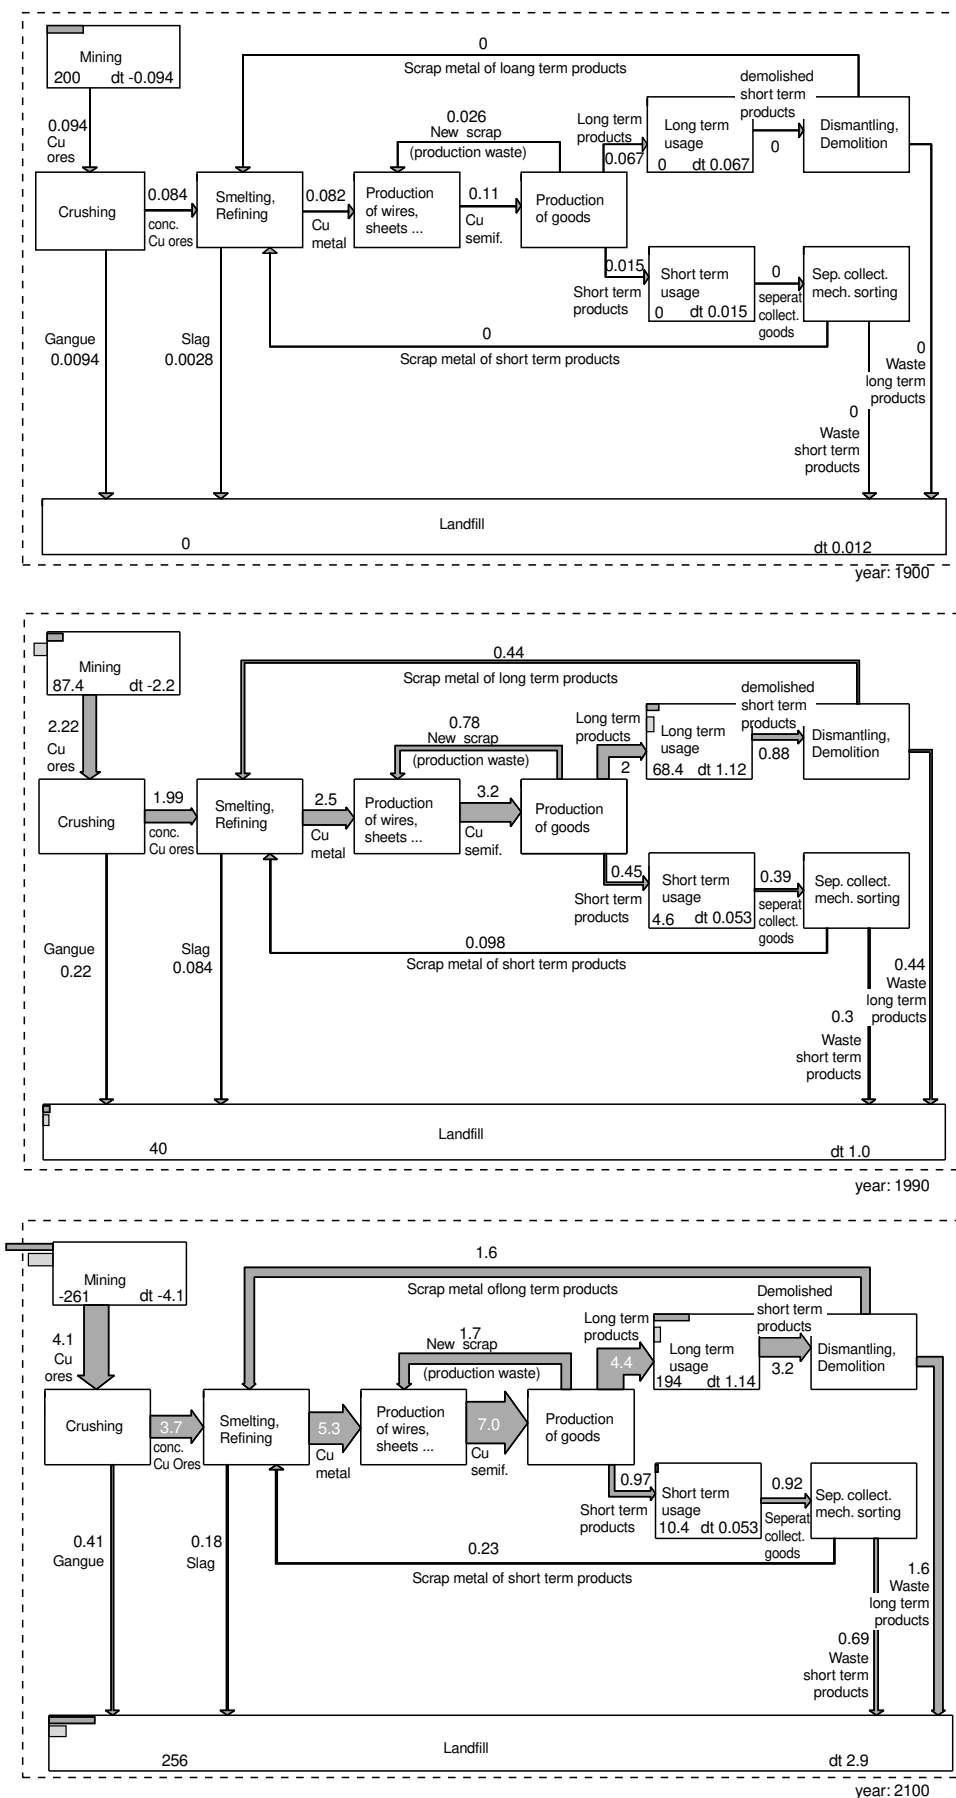 0
Scrap metal of loang term products
Mining
200 dt -0.094
demolished
short term
products
0.094
Cu
ores
0.026
New scrap
(production waste)
Long term
products
0.067
Long term
usage
0 dt 0.067
0
Dismantling,
Demolition
Crushing
0.084
conc.
Cu ores
Smelting,
Refining
0.082
Cu
metal
Production
of wires,
sheets ...
0.11
Cu
semif.
Production
of goods
0.015
Short term
products
Short term
usage
0 dt 0.015
0
seperat
collect.
goods
Sep. collect.
mech. sorting
Gangue
0.0094
Slag
0.0028
0
Scrap metal of short term products
0
Waste
long term
products
0
Waste
short term
products
Landfill
0
dt 0.012
year: 1900
0.44
Scrap metal of long term products
Mining
87.4 dt -2.2
demolished
short term
products
2.22
Cu
ores
0.78
New scrap
(production waste)
Long term
products
2
Long term
usage
68.4 dt 1.12
0.88
Dismantling,
Demolition
Crushing
1.99
conc.
Cu ores
Smelting,
Refining
2.5
Cu
metal
Production
of wires,
sheets ...
3.2
Cu
semif.
Production
of goods
0.45
Short term
products
Short term
usage
4.6 dt 0.053
0.39
seperat
collect.
goods
Sep. collect.
mech. sorting
Gangue
0.22
Slag
0.084
0.098
Scrap metal of short term products
0.44
Waste
long term
products
0.3
Waste
short term
products
Landfill
40
dt 1.0
year: 1990
1.6
Scrap metal oflong term products
Mining
-261 dt -4.1
Demolished
short term
products
4.1
Cu
ores
1.7
New scrap
(production waste)
Long term
products
4.4
Long term
usage
194 dt 1.14
3.2
Dismantling,
Demolition
Crushing
3.7
conc.
Cu Ores
Smelting,
Refining
5.3
Cu
metal
Production
of wires,
sheets ...
7.0
Cu
semif.
Production
of goods
0.97
Short term
products
Short term
usage
10.4 dt 0.053
0.92
Seperat
collect.
goods
Sep. collect.
mech. sorting
0.41
Gangue
0.18
Slag
0.23
Scrap metal of short term products
1.6
Waste
long term
products
0.69
Waste
short term
products
Landfill
256
dt 2.9
year: 2100